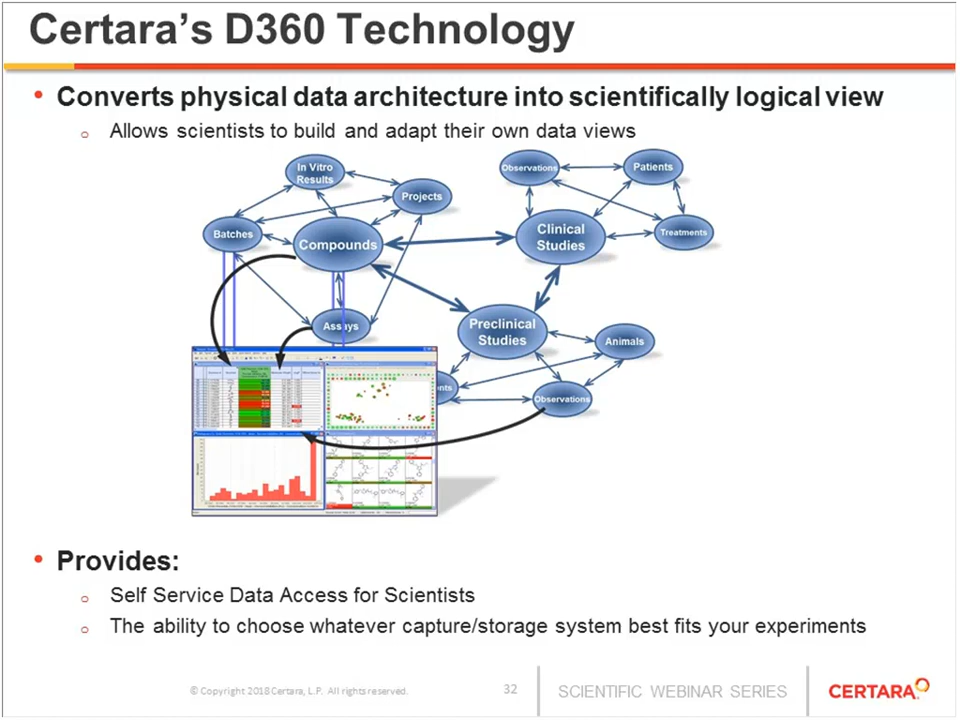 Certara's D360 Technology
• Converts physical data architecture into scientifically logical view
o Allows scientists to build and adapt their own data views
In Vitro
Results
Projects
Batches
Compounds
Assays
Observations
Patients
Clinical
Studies
Treatments
Preclinical
Studies
Animals
Observations
• Provides:
o Self Service Data Access for Scientists
o The ability to choose whatever capture/storage system best fits your experiments
© Copyright 2018 Certara, L.P. All rights reserved.
32
SCIENTIFIC WEBINAR SERIES
CERTARA